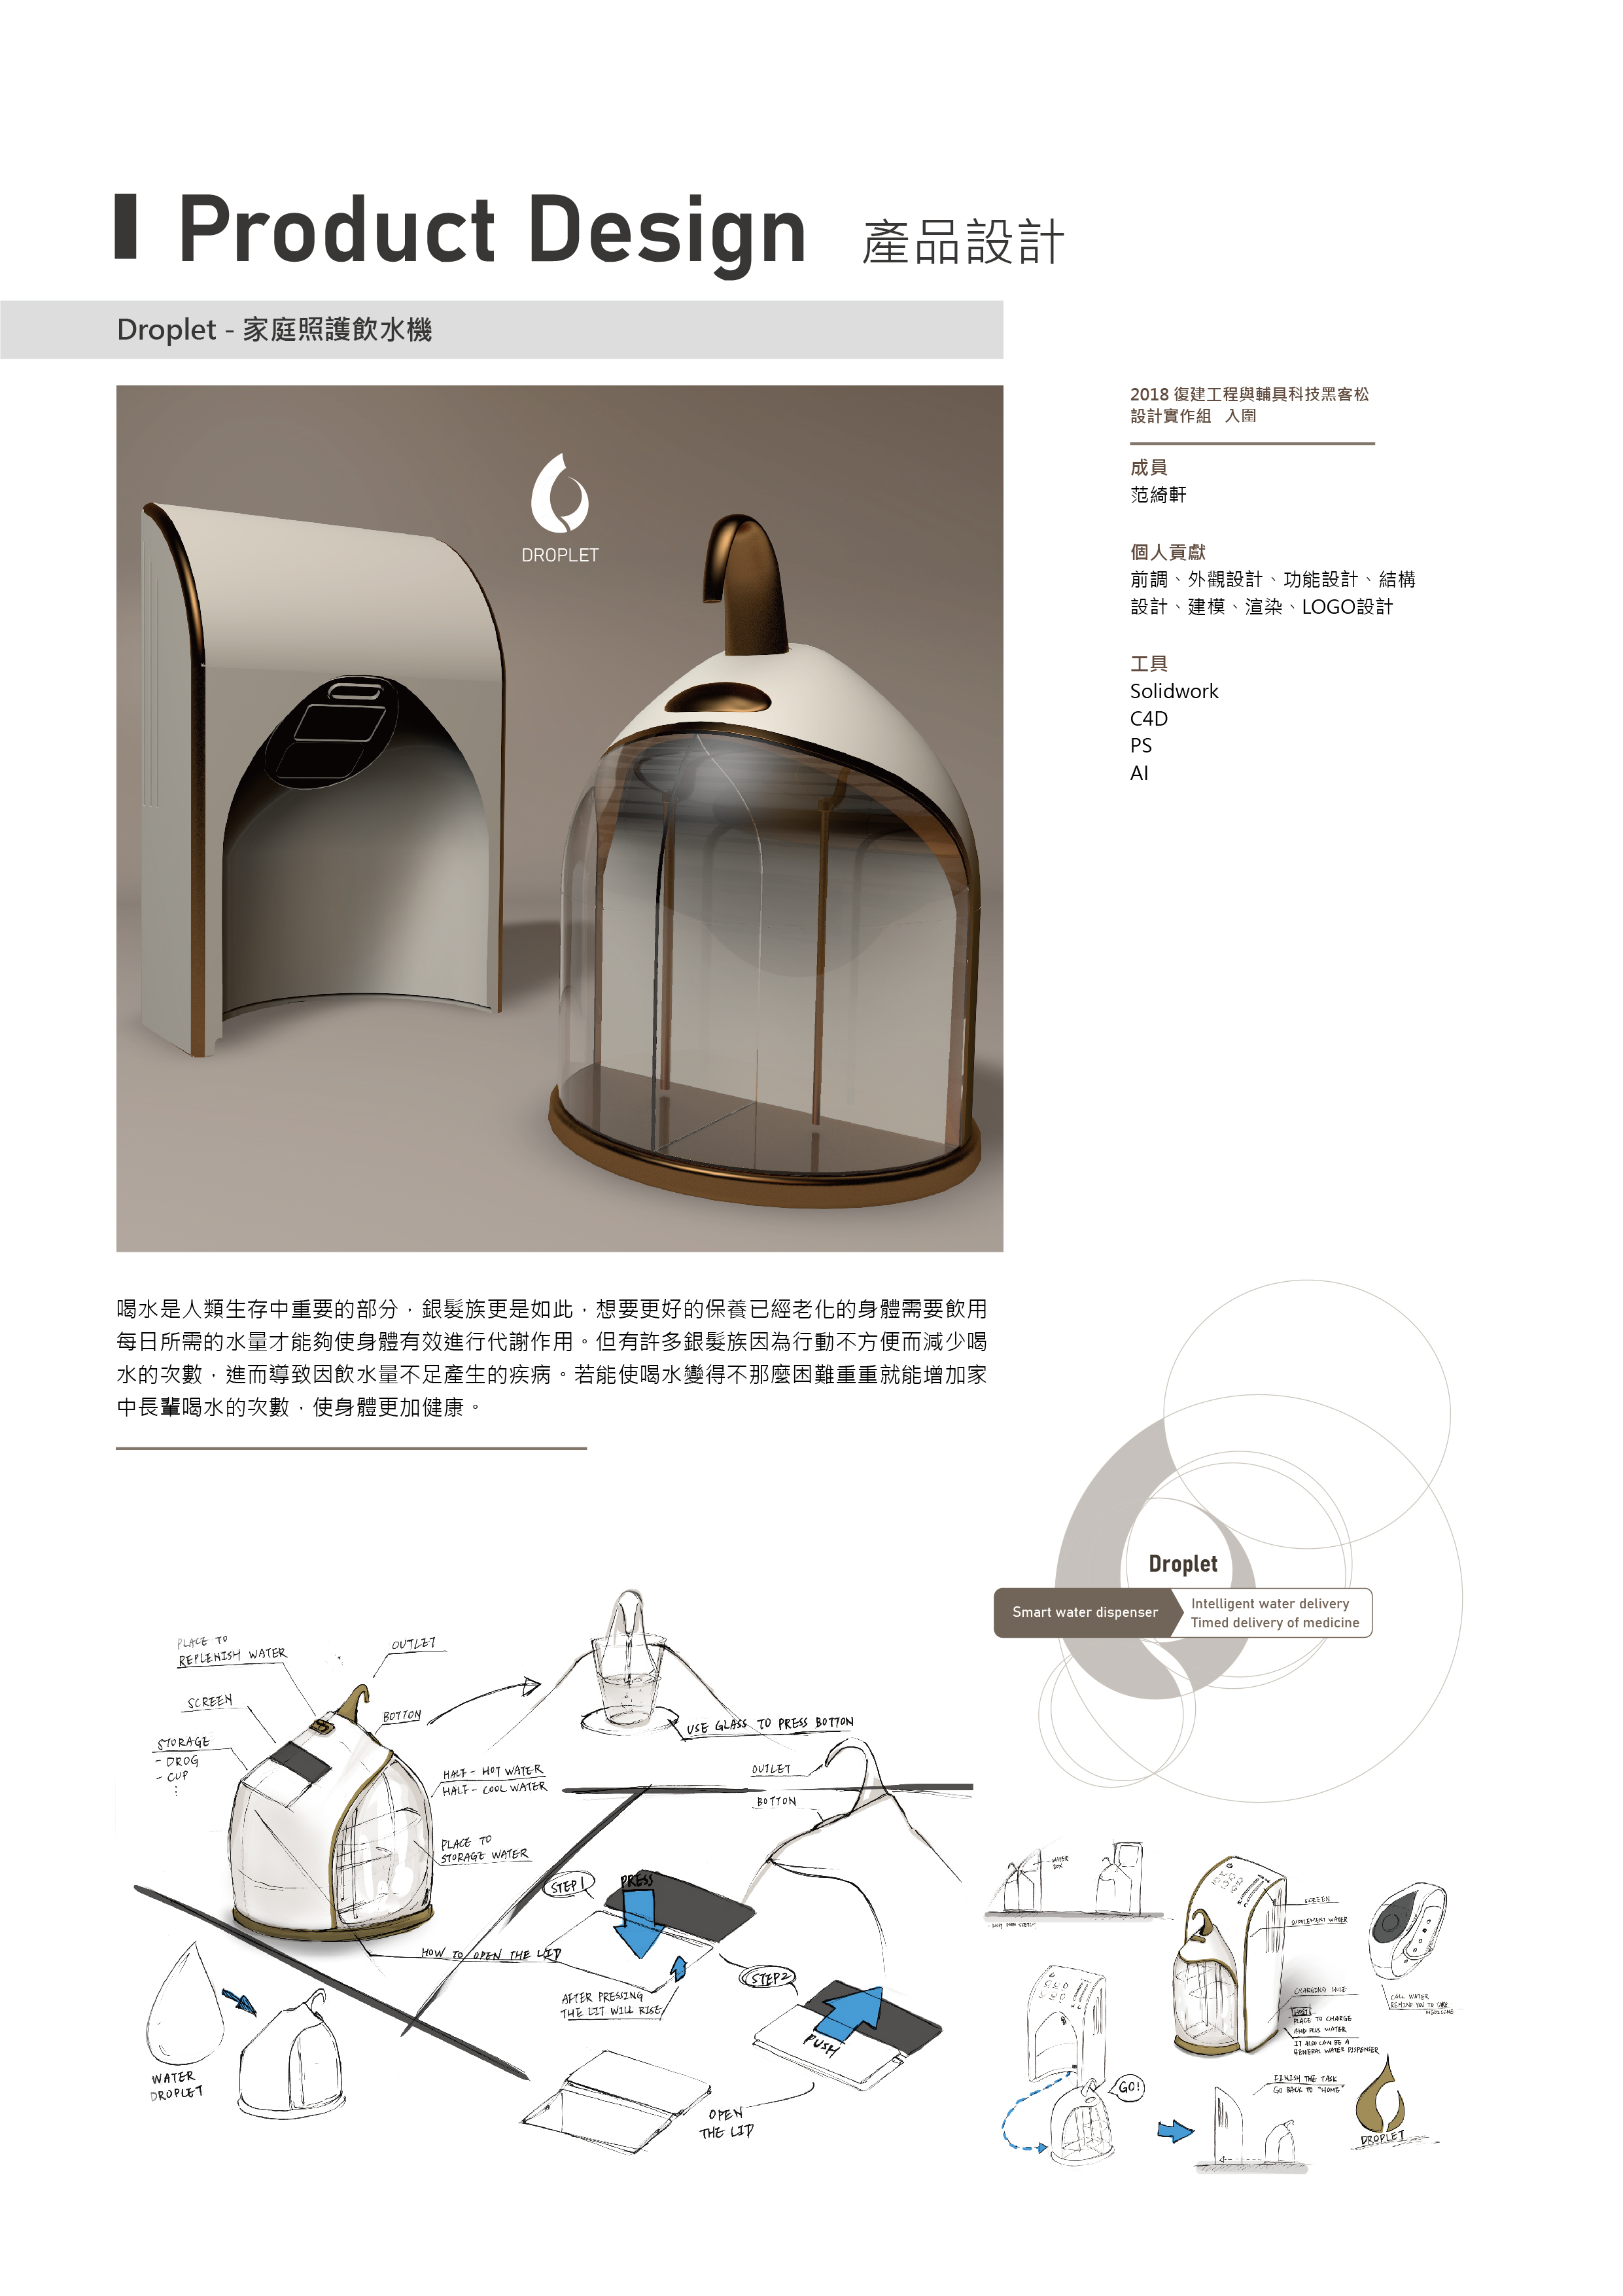 Product Design 產品設計
Droplet - 家庭照護飲水機
DROPLET
2018 復建工程與輔具科技黑客松
設計實作組 入圍
成員
范綺軒
個人貢獻
前調、外觀設計、功能設計、結構
設計、建模、渲染、LOGO設計
工具
Solidwork
C4D
PS
AI
喝水是人類生存中重要的部分，銀髮族更是如此，想要更好的保養已經老化的身體需要飲用
每日所需的水量才能夠使身體有效進行代謝作用。但有許多銀髮族因為行動不方便而減少喝
水的次數，進而導致因飲水量不足產生的疾病。若能使喝水變得不那麼困難重重就能增加家
中長輩喝水的次數，使身體更加健康。
Droplet
Smart water dispenser
Intelligent water delivery
Timed delivery of medicine
PLACE TO
REPLENISH WATER
OUTLET
SCREEN
BOTTON
STORAGE
- DROG
- CUP
HALF - HOT WATER
HALF - COOL WATER
PLACE TO
STORAGE WATER
USE GLASS TO PRESS BOTTON
OUTLET
BOTTON
STEP1
PRESS
HOW TO OPEN THE LID
AFTER PRESSING
THE LIT WILL RISE
STEP2
PUSH
OPEN
THE LID
WATER
DROPLET
WATER
BOX
SCREEN
SUPPLEMENT WATER
CHARGING HOLE
HOST
PLACE TO CHARGE
AND PLUS WATER
IT ALSO CAN BE A
GENERAL WATER DISPENSER
CALL WATER
REMIND YOU TO TAKE
MEDICINE
GO!
FINISH THE TASK
GO BACK TO "HOME"
DROPLET